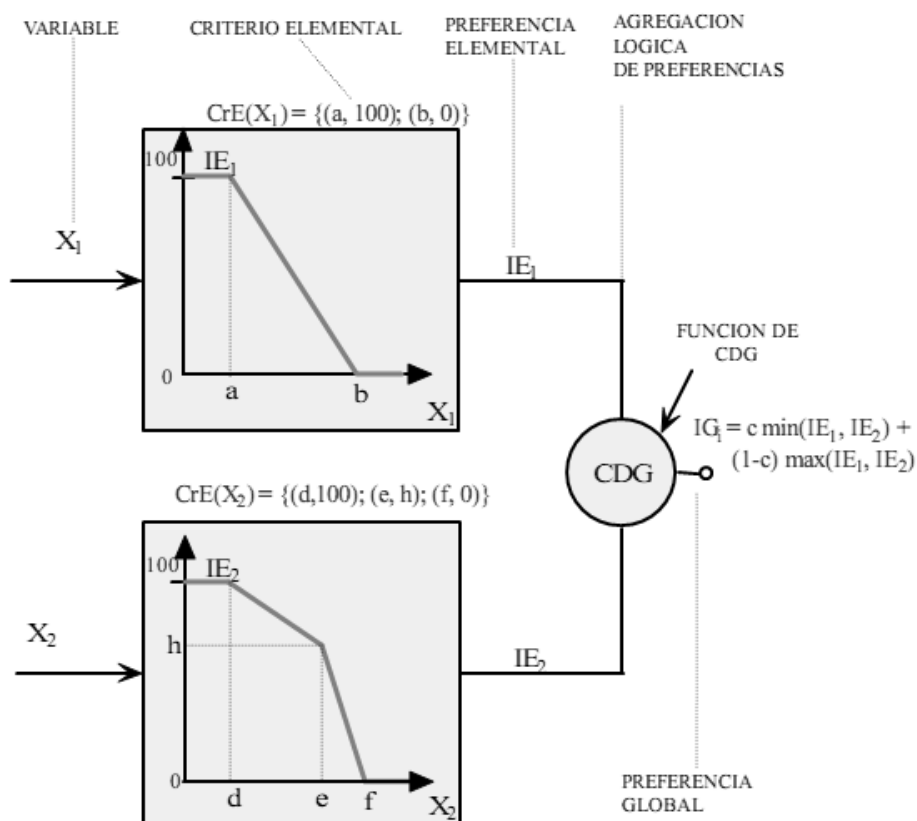 VARIABLE
CRITERIO ELEMENTAL
PREFERENCIA
ELEMENTAL
AGREGACION
LOGICA
DE PREFERENCIAS
CrE(X₁) = {(a, 100); (b, 0)}
100
IE₁
0
a
b
X₁
X₁
IE₁
FUNCION DE
CDG
CDG
IGᵢ = c min(IE₁, IE₂) +
(1-c) max(IE₁, IE₂)
CrE(X₂) = {(d,100); (e, h); (f, 0)}
100
IE₂
h
0
d
e
f
X₂
X₂
IE₂
PREFERENCIA
GLOBAL